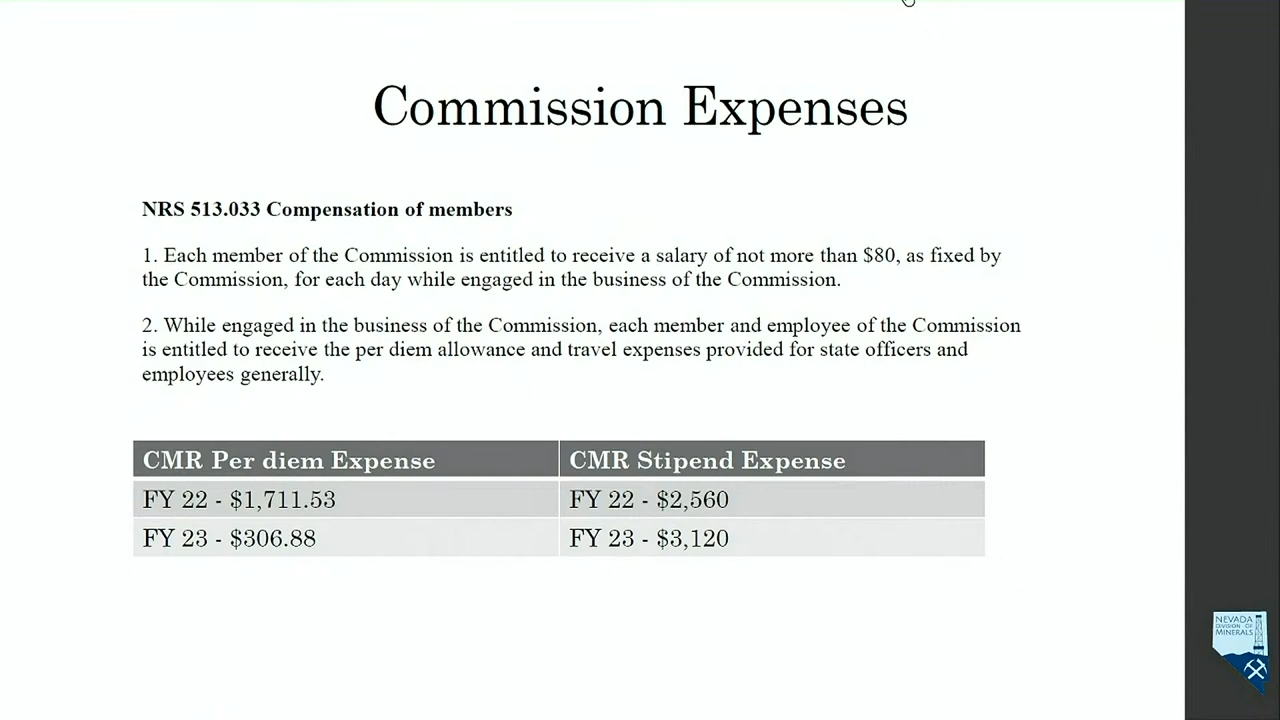 Commission Expenses
NRS 513.033 Compensation of members
1. Each member of the Commission is entitled to receive a salary of not more than $80, as fixed by
the Commission, for each day while engaged in the business of the Commission.
2. While engaged in the business of the Commission, each member and employee of the Commission
is entitled to receive the per diem allowance and travel expenses provided for state officers and
employees generally.
CMR Per diem Expense CMR Stipend Expense
FY 22 - $1,711.53 FY 22 - $2,560
FY 23 - $306.88 FY 23 - $3,120
NEVADA
DIVISION OF
MINERALS